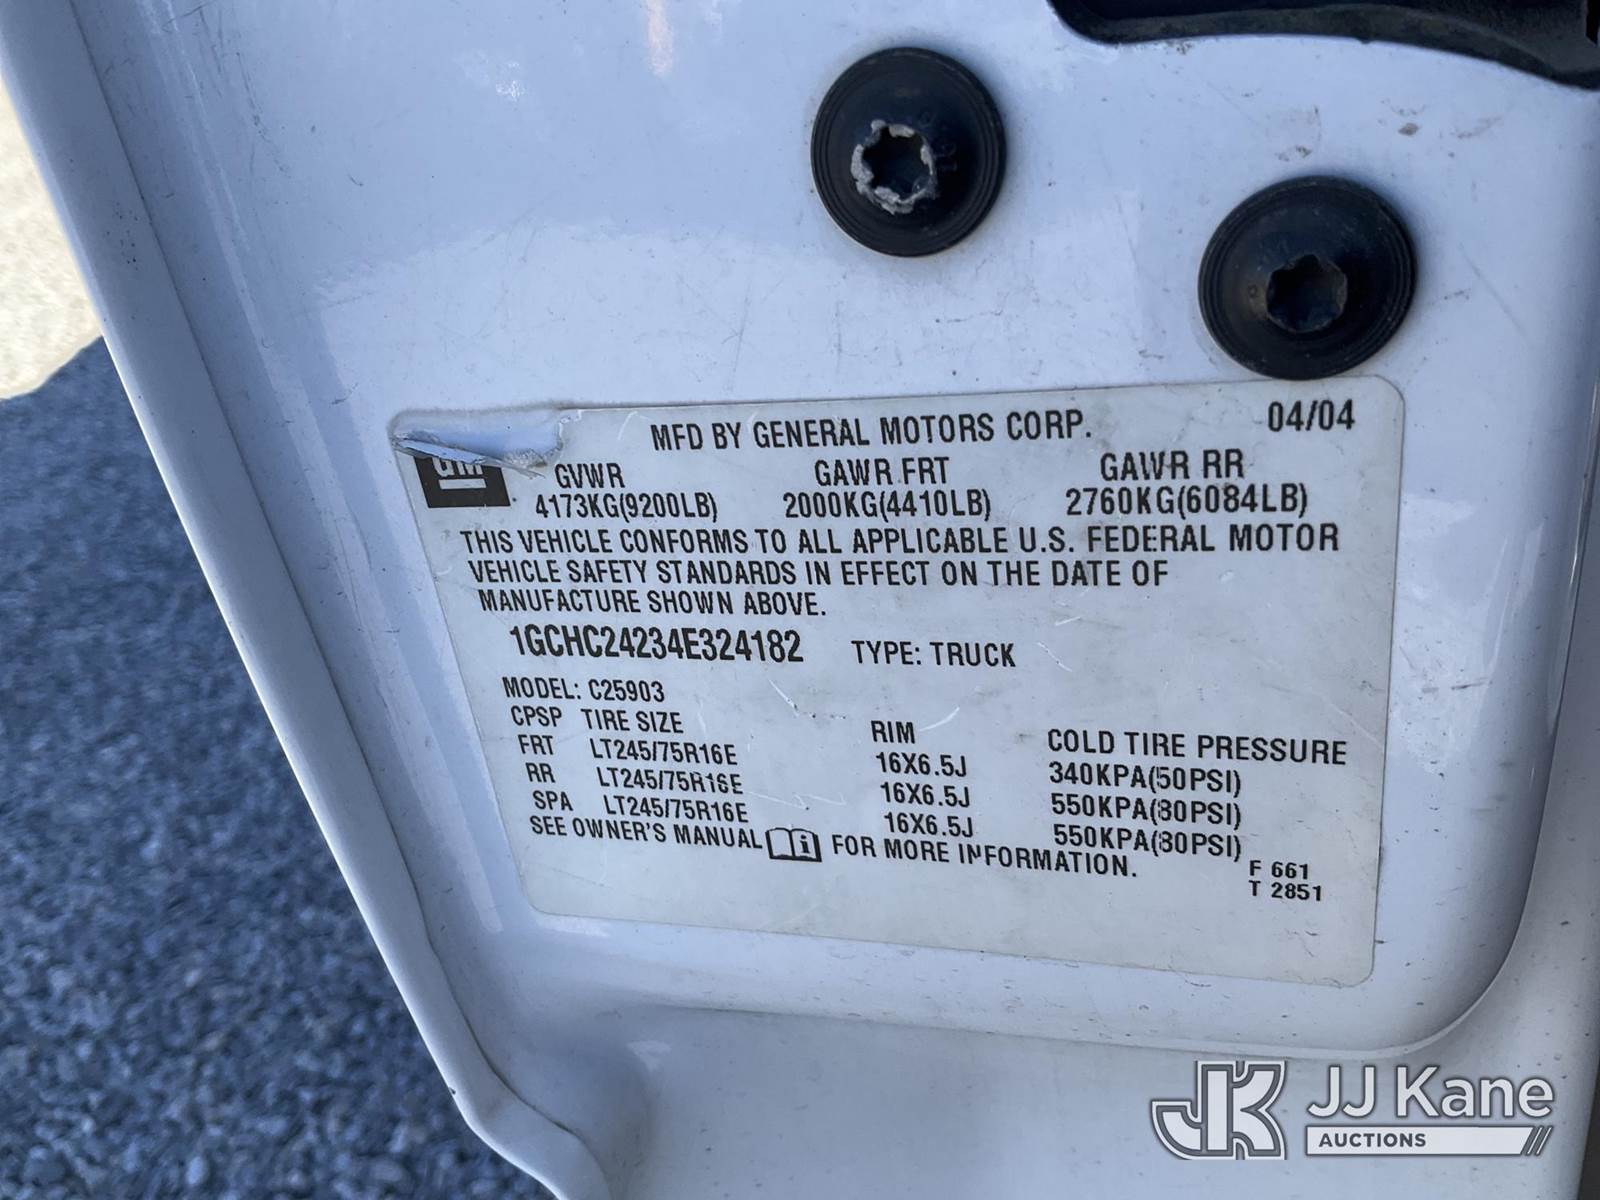 MFD BY GENERAL MOTORS CORP. 04/04
GM
GVWR GAWR FRT GAWR RR
4173KG(9200LB) 2000KG(4410LB) 2760KG(6084LB)
THIS VEHICLE CONFORMS TO ALL APPLICABLE U.S. FEDERAL MOTOR
VEHICLE SAFETY STANDARDS IN EFFECT ON THE DATE OF
MANUFACTURE SHOWN ABOVE.
1GCHC24234E324182 TYPE: TRUCK
MODEL: C25903
CPSP TIRE SIZE RIM COLD TIRE PRESSURE
FRT LT245/75R16E 16X6.5J 340KPA(50PSI)
RR LT245/75R16E 16X6.5J 550KPA(80PSI)
SPA LT245/75R16E 16X6.5J 550KPA(80PSI)
SEE OWNER'S MANUAL i FOR MORE INFORMATION.
F 661
T 2851
JK JJ Kane
AUCTIONS